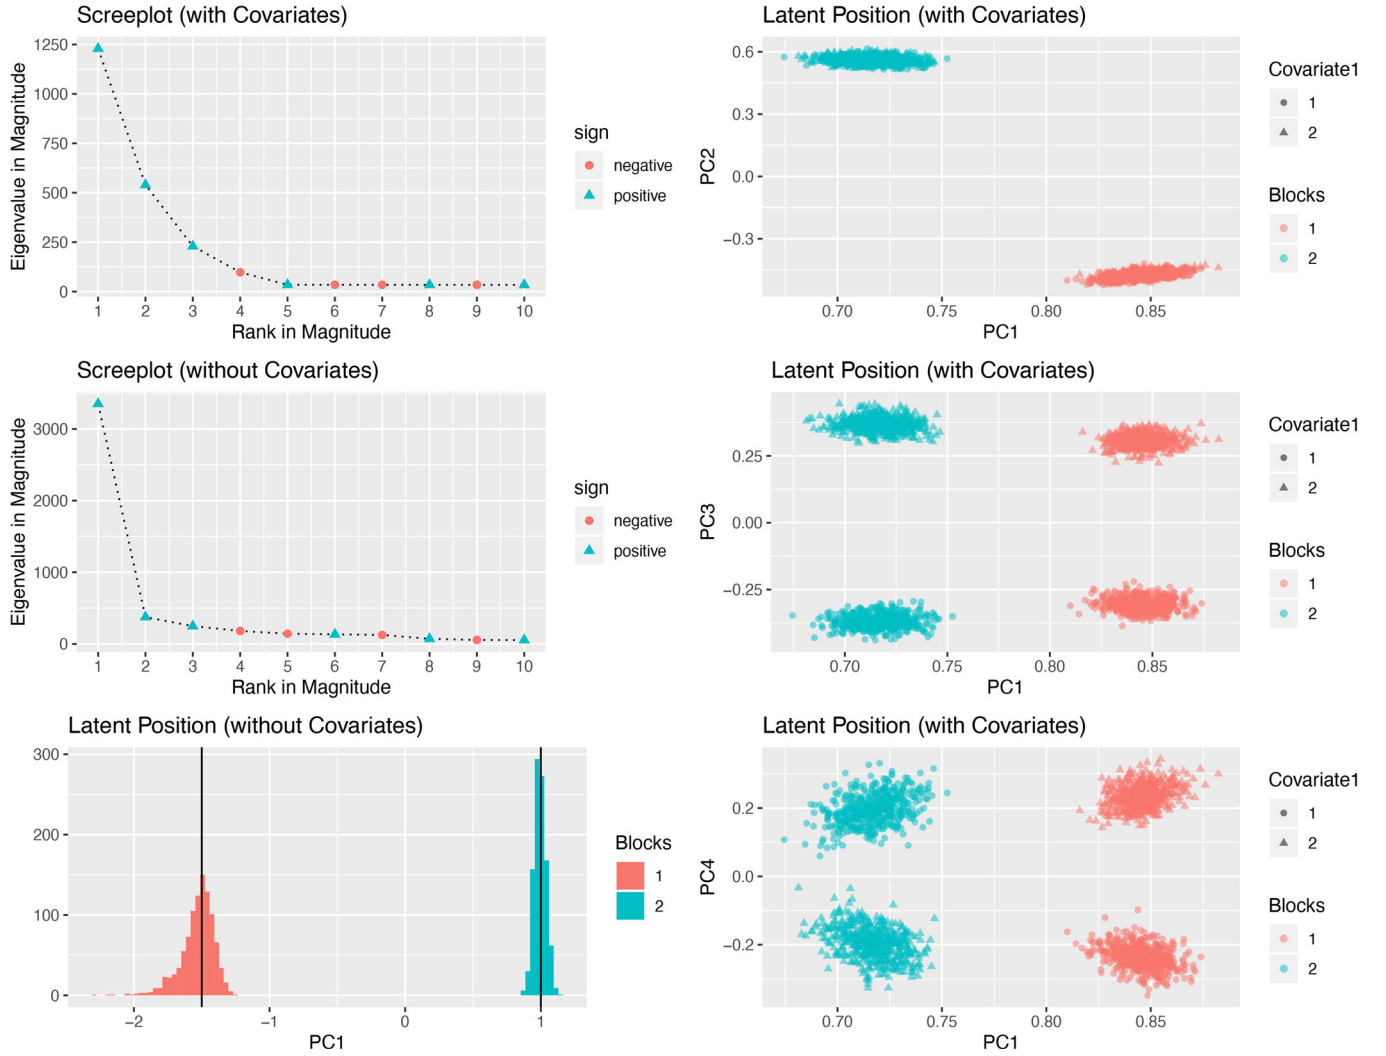 Screeplot (with Covariates)
Eigenvalue in Magnitude
1250
1000
750
500
250
0
1 2 3 4 5 6 7 8 9 10
Rank in Magnitude
sign
negative
positive
Latent Position (with Covariates)
PC2
0.6
0.3
0.0
−0.3
0.70 0.75 0.80 0.85
PC1
Covariate1
1
2
Blocks
1
2
Screeplot (without Covariates)
Eigenvalue in Magnitude
3000
2000
1000
0
1 2 3 4 5 6 7 8 9 10
Rank in Magnitude
sign
negative
positive
Latent Position (with Covariates)
PC3
0.25
0.00
−0.25
0.70 0.75 0.80 0.85
PC1
Covariate1
1
2
Blocks
1
2
Latent Position (without Covariates)
300
200
100
0
−2 −1 0 1
PC1
Blocks
1
2
Latent Position (with Covariates)
PC4
0.2
0.0
−0.2
0.70 0.75 0.80 0.85
PC1
Covariate1
1
2
Blocks
1
2